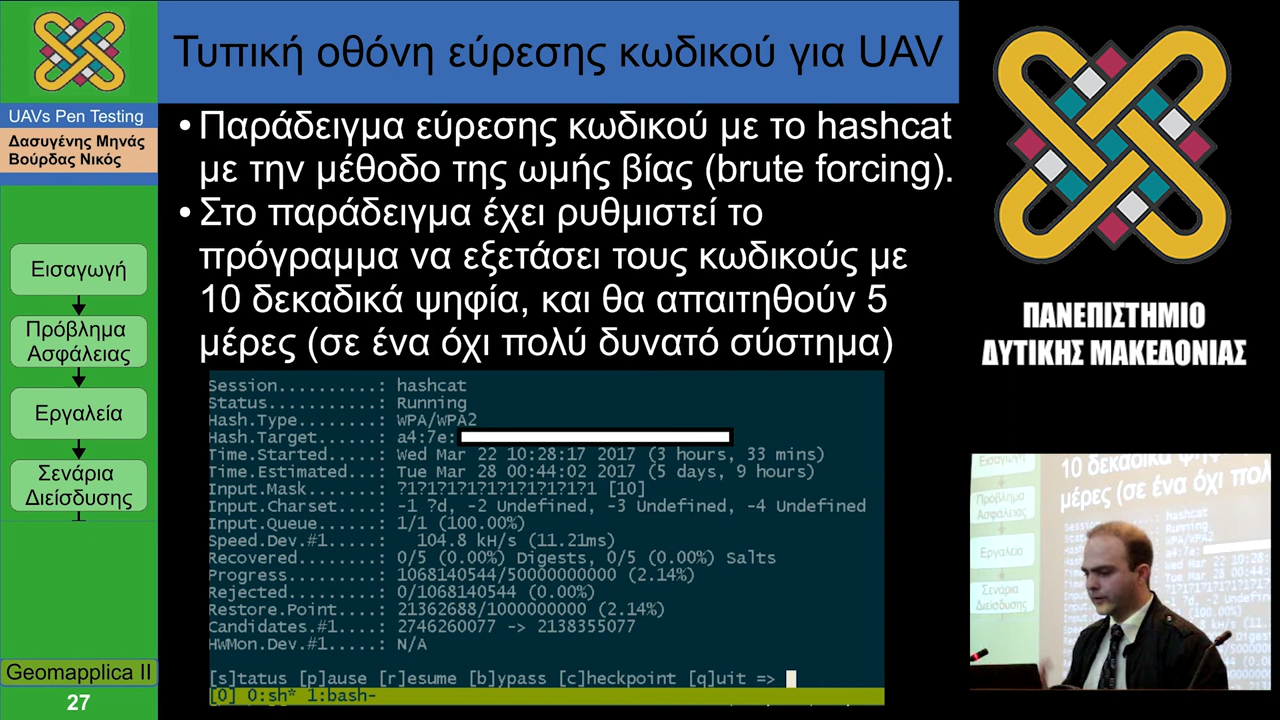 Τυπική οθόνη εύρεσης κωδικού για UAV
UAVs Pen Testing
Δασυγένης Μηνάς
Βούρδας Νικός
Εισαγωγή
Πρόβλημα
Ασφάλειας
Εργαλεία
Σενάρια
Διείσδυσης
Geomapplica II
27
• Παράδειγμα εύρεσης κωδικού με το hashcat
με την μέθοδο της ωμής βίας (brute forcing).
• Στο παράδειγμα έχει ρυθμιστεί το
πρόγραμμα να εξετάσει τους κωδικούς με
10 δεκαδικά ψηφία, και θα απαιτηθούν 5
μέρες (σε ένα όχι πολύ δυνατό σύστημα)
Session..........: hashcat
Status...........: Running
Hash.Type........: WPA/WPA2
Hash.Target......: a4:7e:
Time.Started.....: Wed Mar 22 10:28:17 2017 (3 hours, 33 mins)
Time.Estimated...: Tue Mar 28 00:44:02 2017 (5 days, 9 hours)
Input.Mask.......: ?1?1?1?1?1?1?1?1?1?1 [10]
Input.Charset....: -1 ?d, -2 Undefined, -3 Undefined, -4 Undefined
Input.Queue......: 1/1 (100.00%)
Speed.Dev.#1.....: 104.8 kH/s (11.21ms)
Recovered........: 0/5 (0.00%) Digests, 0/5 (0.00%) Salts
Progress.........: 1068140544/50000000000 (2.14%)
Rejected.........: 0/1068140544 (0.00%)
Restore.Point....: 21362688/1000000000 (2.14%)
Candidates.#1....: 2746260077 -> 2138355077
HWMon.Dev.#1.....: N/A
[s]tatus [p]ause [r]esume [b]ypass [c]heckpoint [q]uit =>
[0] 0:sh* 1:bash-
ΠΑΝΕΠΙΣΤΗΜΙΟ
ΔΥΤΙΚΗΣ ΜΑΚΕΔΟΝΙΑΣ